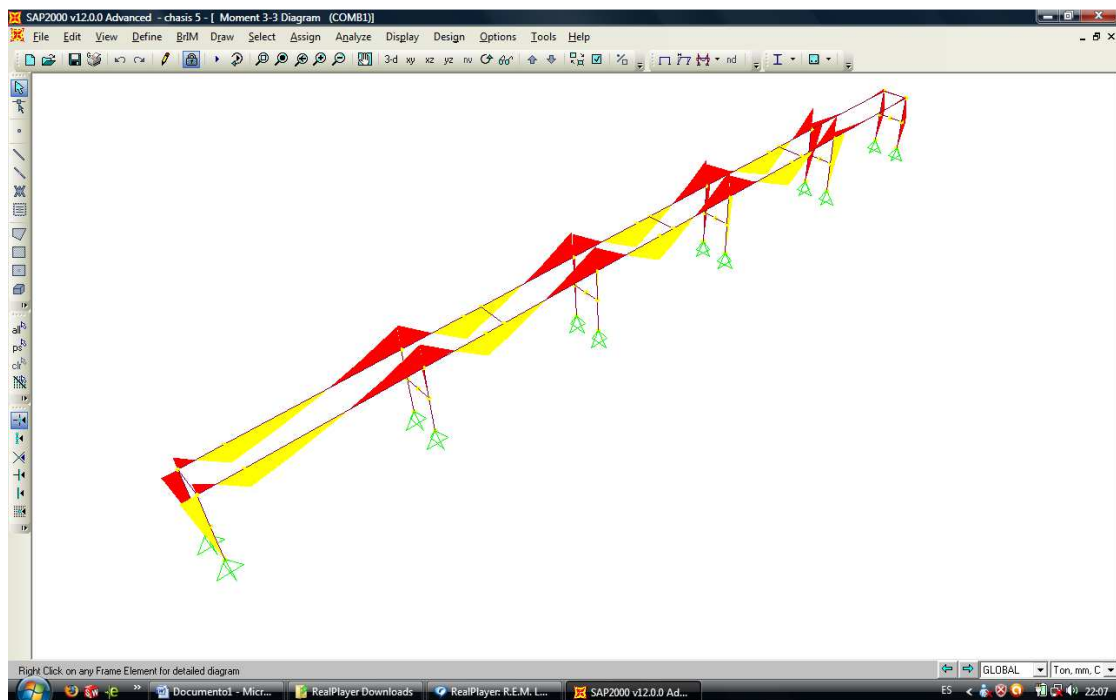 SAP2000 v12.0.0 Advanced - chasis 5 - [ Moment 3-3 Diagram (COMB1)]
File Edit View Define BrIM Draw Select Assign Analyze Display Design Options Tools Help
3-d xy xz yz nv nd
all
ps
clr
Right Click on any Frame Element for detailed diagram
GLOBAL Ton, mm, C
Documento1 - Micr... RealPlayer Downloads RealPlayer: R.E.M. L... SAP2000 v12.0.0 Ad... ES 22:07